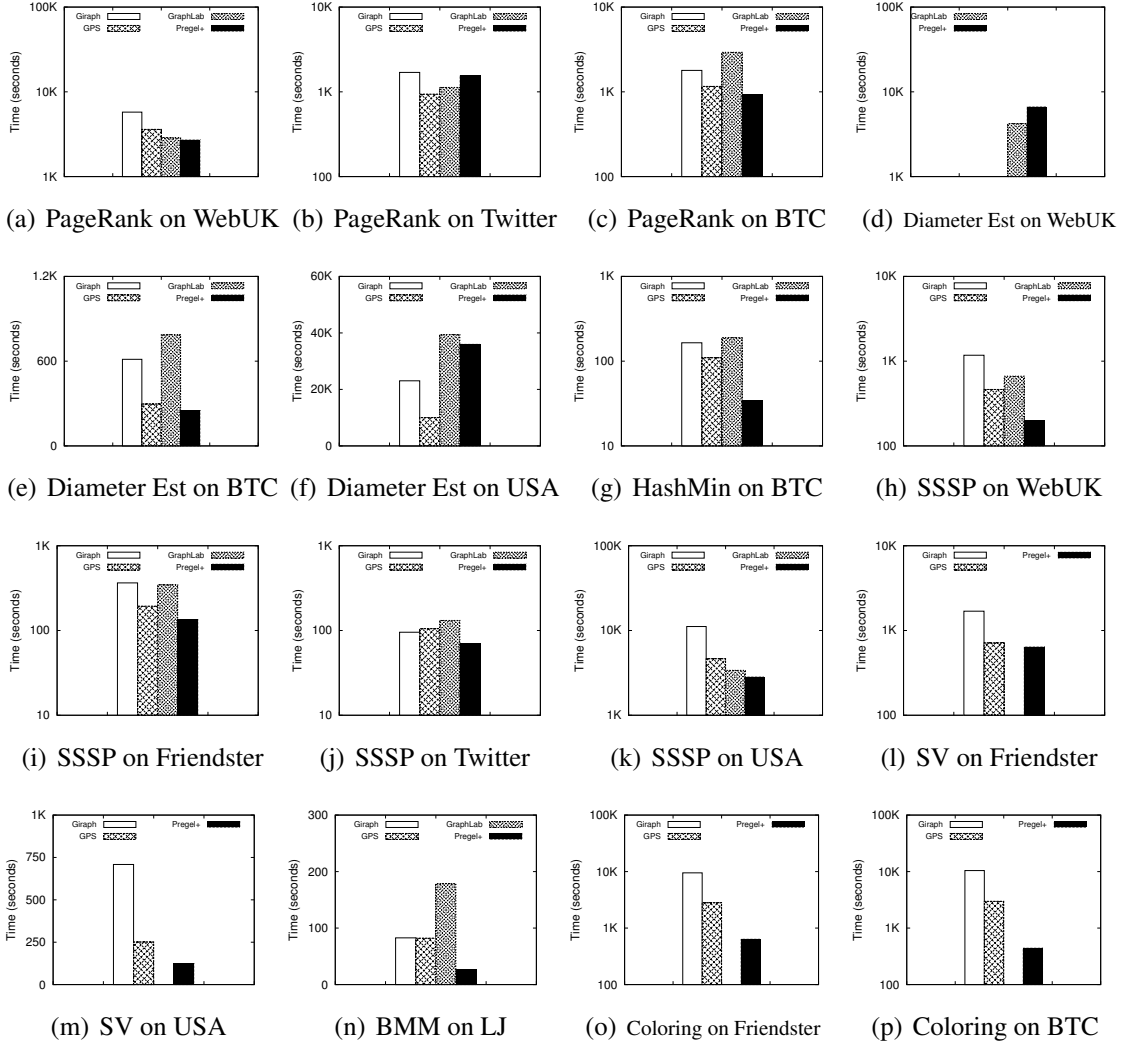 100K
10K
1K
Time (seconds)
Giraph
GPS
GraphLab
Pregel+
(a) PageRank on WebUK
10K
1K
100
Time (seconds)
Giraph
GPS
GraphLab
Pregel+
(b) PageRank on Twitter
10K
1K
100
Time (seconds)
Giraph
GPS
GraphLab
Pregel+
(c) PageRank on BTC
100K
10K
1K
Time (seconds)
GraphLab
Pregel+
(d) Diameter Est on WebUK
1.2K
600
0
Time (seconds)
Giraph
GPS
GraphLab
Pregel+
(e) Diameter Est on BTC
60K
40K
20K
0
Time (seconds)
Giraph
GPS
GraphLab
Pregel+
(f) Diameter Est on USA
1K
100
10
Time (seconds)
Giraph
GPS
GraphLab
Pregel+
(g) HashMin on BTC
10K
1K
100
Time (seconds)
Giraph
GPS
GraphLab
Pregel+
(h) SSSP on WebUK
1K
100
10
Time (seconds)
Giraph
GPS
GraphLab
Pregel+
(i) SSSP on Friendster
1K
100
10
Time (seconds)
Giraph
GPS
GraphLab
Pregel+
(j) SSSP on Twitter
100K
10K
1K
Time (seconds)
Giraph
GPS
GraphLab
Pregel+
(k) SSSP on USA
10K
1K
100
Time (seconds)
Giraph
GPS
Pregel+
(l) SV on Friendster
1K
750
500
250
0
Time (seconds)
Giraph
GPS
Pregel+
(m) SV on USA
300
200
100
0
Time (seconds)
Giraph
GPS
GraphLab
Pregel+
(n) BMM on LJ
100K
10K
1K
100
Time (seconds)
Giraph
GPS
Pregel+
(o) Coloring on Friendster
100K
10K
1K
100
Time (seconds)
Giraph
GPS
Pregel+
(p) Coloring on BTC